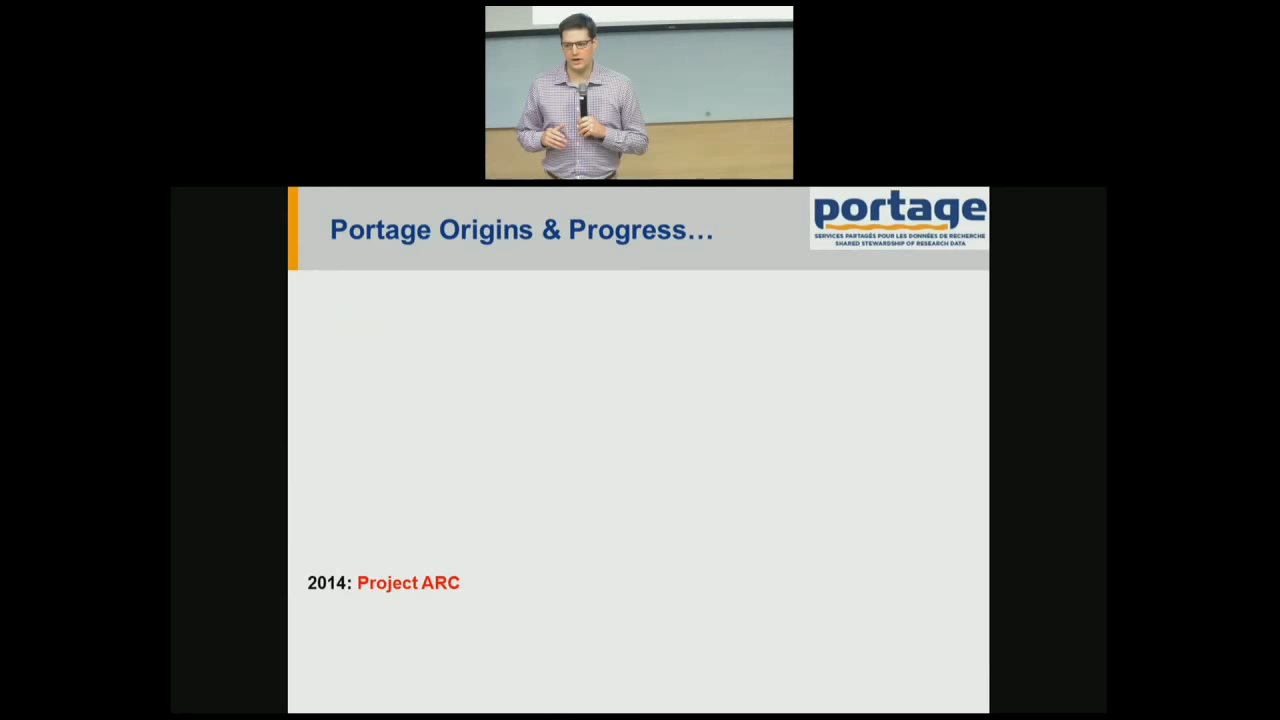 Portage Origins & Progress…
portage
SERVICES PARTAGÉS POUR LES DONNÉES DE RECHERCHE
SHARED STEWARDSHIP OF RESEARCH DATA
2014: Project ARC